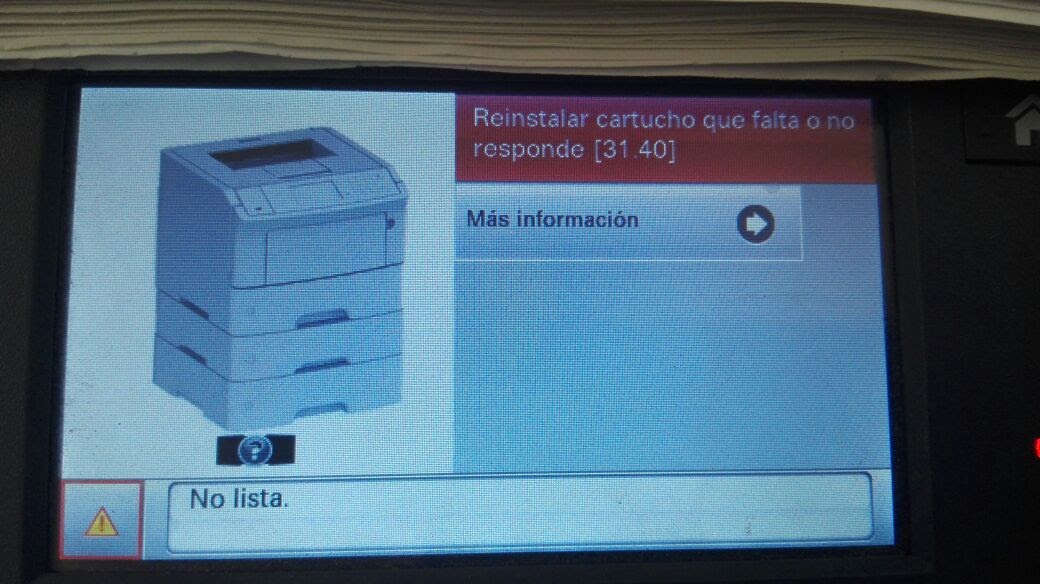 Reinstalar cartucho que falta o no
responde [31.40]
Más información
?
No lista.